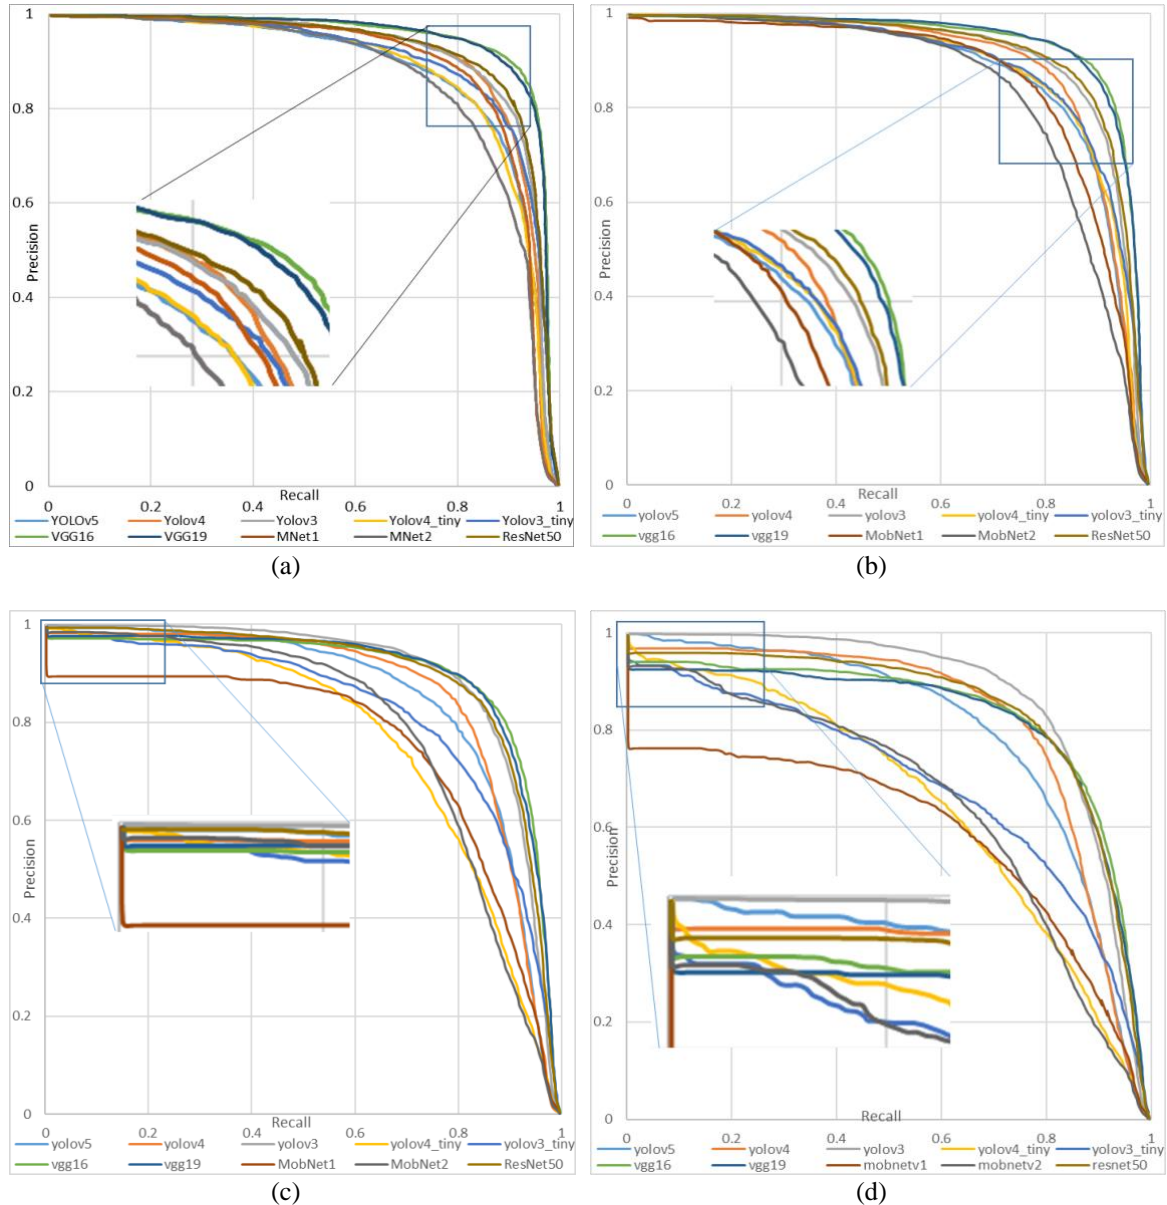 1
0.8
0.6
Precision
0.4
0.2
0
0.2
0.4
Recall
0.6
0.8
1
YOLOv5 Yolov4 Yolov3 Yolov4_tiny Yolov3_tiny
VGG16 VGG19 MNet1 MNet2 ResNet50
(a)
1
0.8
0.6
Precision
0.4
0.2
0
0 0.2 0.4 0.6 0.8 1
Recall
yolov5 yolov4 yolov3 yolov4_tiny yolov3_tiny
vgg16 vgg19 MobNet1 MobNet2 ResNet50
(b)
1
0.8
0.6
Precision
0.4
0.2
0
Recall
0 0.2 0.4 0.6 0.8 1
yolov5 yolov4 yolov3 yolov4_tiny yolov3_tiny
vgg16 vgg19 MobNet1 MobNet2 ResNet50
(c)
1
0.8
0.6
Precision
0.4
0.2
0
Recall
0 0.2 0.4 0.6 0.8 1
yolov5 yolov4 yolov3 yolov4_tiny yolov3_tiny
vgg16 vgg19 mobnetv1 mobnetv2 resnet50
(d)